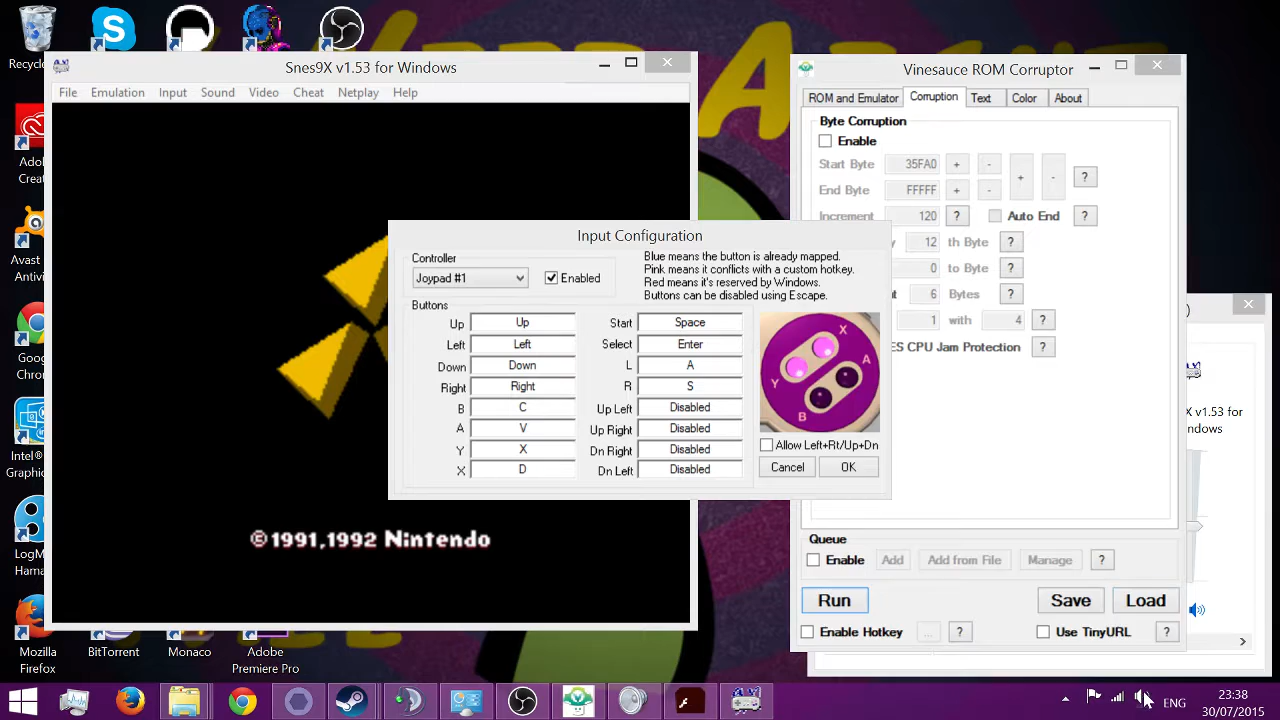 Recyc
Adob
Creat
Avast
Antivi
Googl
Chro
Intel®
Graphic
LogM
Hama
Mozilla
Firefox
BitTorrent
Monaco
Adobe
Premiere Pro
Snes9X v1.53 for Windows
File Emulation Input Sound Video Cheat Netplay Help
©1991,1992 Nintendo
Input Configuration
Controller
Joypad #1
Enabled
Blue means the button is already mapped.
Pink means it conflicts with a custom hotkey.
Red means it's reserved by Windows.
Buttons can be disabled using Escape.
Buttons
Up Up Start Space
Left Left Select Enter
Down Down L A
Right Right R S
B C Up Left Disabled
A V Up Right Disabled
Y X Dn Right Disabled
X D Dn Left Disabled
X
A
Y
B
Allow Left+Rt/Up+Dn
Cancel OK
Vinesauce ROM Corruptor
ROM and Emulator Corruption Text Color About
Byte Corruption
Enable
Start Byte 35FA0 + - + - ?
End Byte FFFFF + -
Increment 120 ? Auto End ?
y 12 th Byte ?
0 to Byte ?
t 6 Bytes ?
1 with 4 ?
ES CPU Jam Protection ?
Queue
Enable Add Add from File Manage ?
Run Save Load
Enable Hotkey ... ? Use TinyURL ?
X v1.53 for
ndows
ENG
23:38
30/07/2015